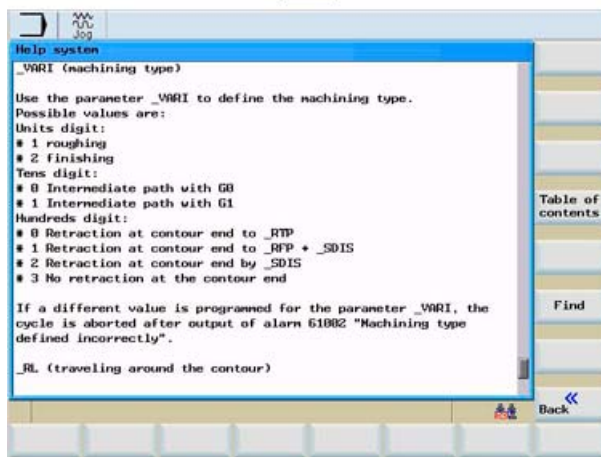 Jog
Help system
_VARI (machining type)
Use the parameter _VARI to define the machining type.
Possible values are:
Units digit:
* 1 roughing
* 2 finishing
Tens digit:
* 0 Intermediate path with G0
* 1 Intermediate path with G1
Hundreds digit:
* 0 Retraction at contour end to _RTP
* 1 Retraction at contour end to _RFP + _SDIS
* 2 Retraction at contour end by _SDIS
* 3 No retraction at the contour end
If a different value is programmed for the parameter _VARI, the
cycle is aborted after output of alarm 61002 "Machining type
defined incorrectly".
_RL (traveling around the contour)
Table of
contents
Find
«
Back